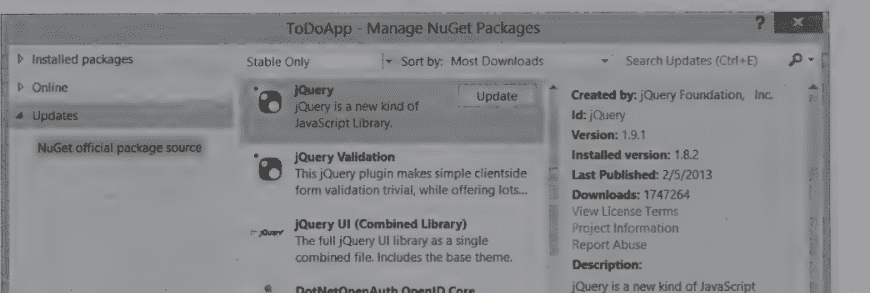 ToDoApp - Manage NuGet Packages
?
Installed packages
Online
Updates
NuGet official package source
Stable Only
Sort by: Most Downloads
Search Updates (Ctrl+E)
jQuery
jQuery is a new kind of
JavaScript Library.
Update
jQuery Validation
This jQuery plugin makes simple clientside
form validation trivial, while offering lots...
jQuery UI (Combined Library)
The full jQuery UI library as a single
combined file. Includes the base theme.
DotNetOpenAuth OpenID Core
Created by: jQuery Foundation, Inc.
Id: jQuery
Version: 1.9.1
Installed version: 1.8.2
Last Published: 2/5/2013
Downloads: 1747264
View License Terms
Project Information
Report Abuse
Description:
jQuery is a new kind of JavaScript